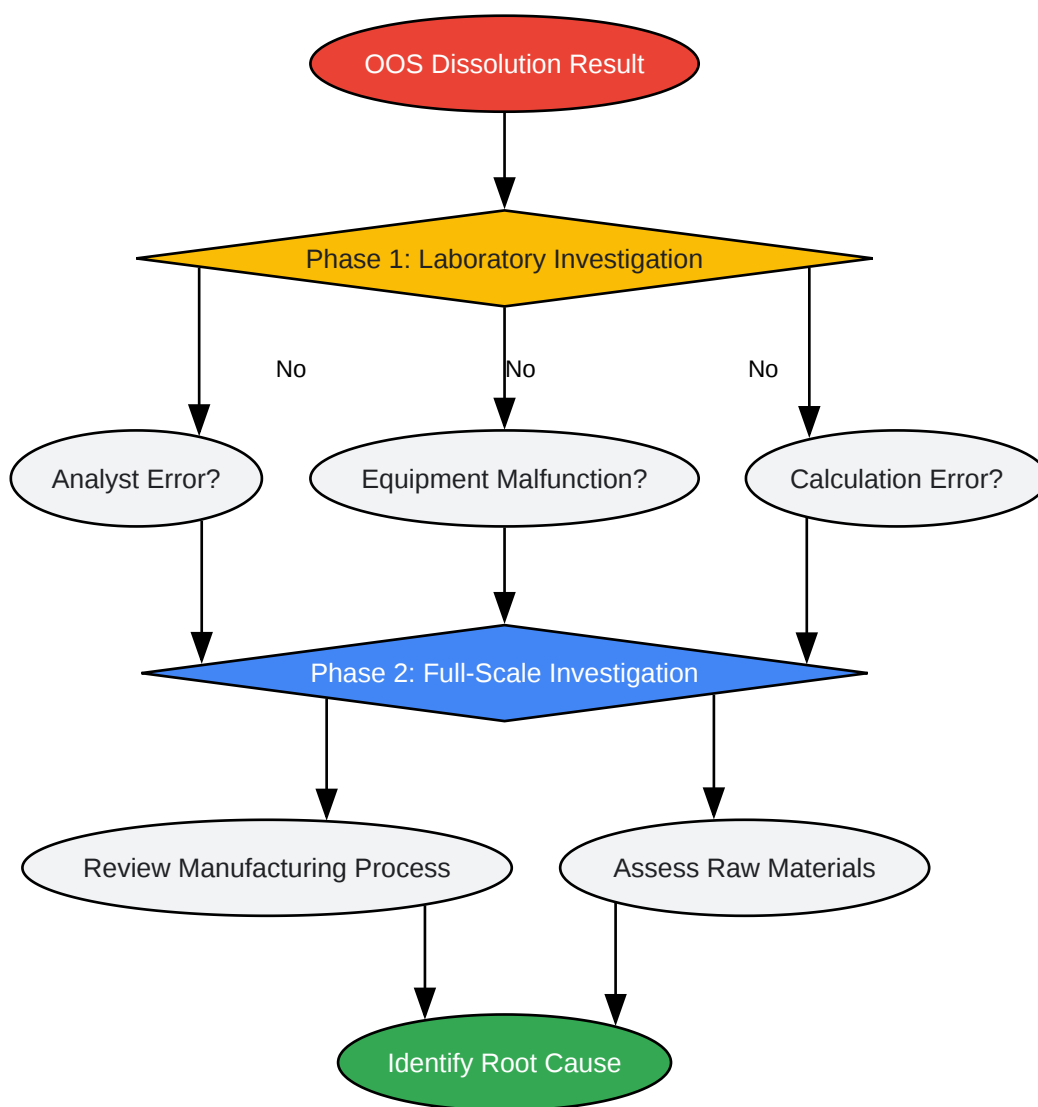 OOS Dissolution Result
Phase 1: Laboratory Investigation
No
No
No
Analyst Error?
Equipment Malfunction?
Calculation Error?
Phase 2: Full-Scale Investigation
Review Manufacturing Process
Assess Raw Materials
Identify Root Cause